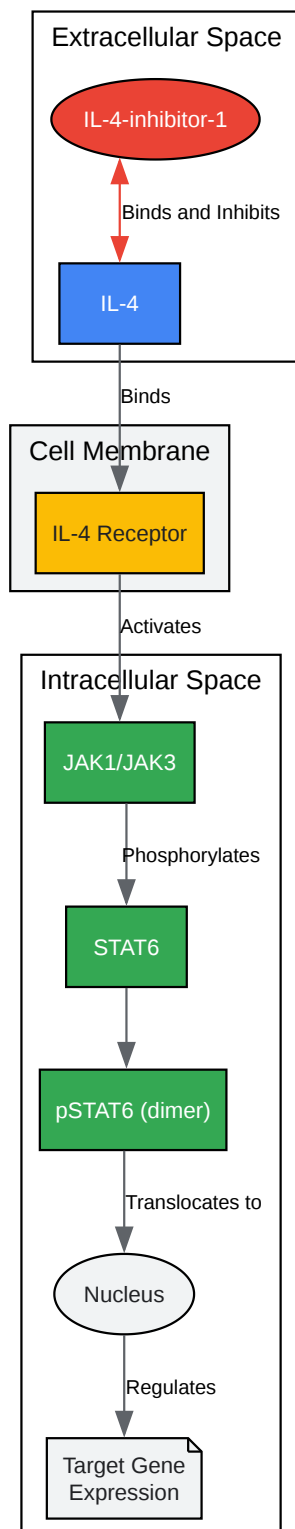 Extracellular Space
IL-4-inhibitor-1
Binds and Inhibits
IL-4
Binds
Cell Membrane
IL-4 Receptor
Activates
Intracellular Space
JAK1/JAK3
Phosphorylates
STAT6
pSTAT6 (dimer)
Translocates to
Nucleus
Regulates
Target Gene
Expression